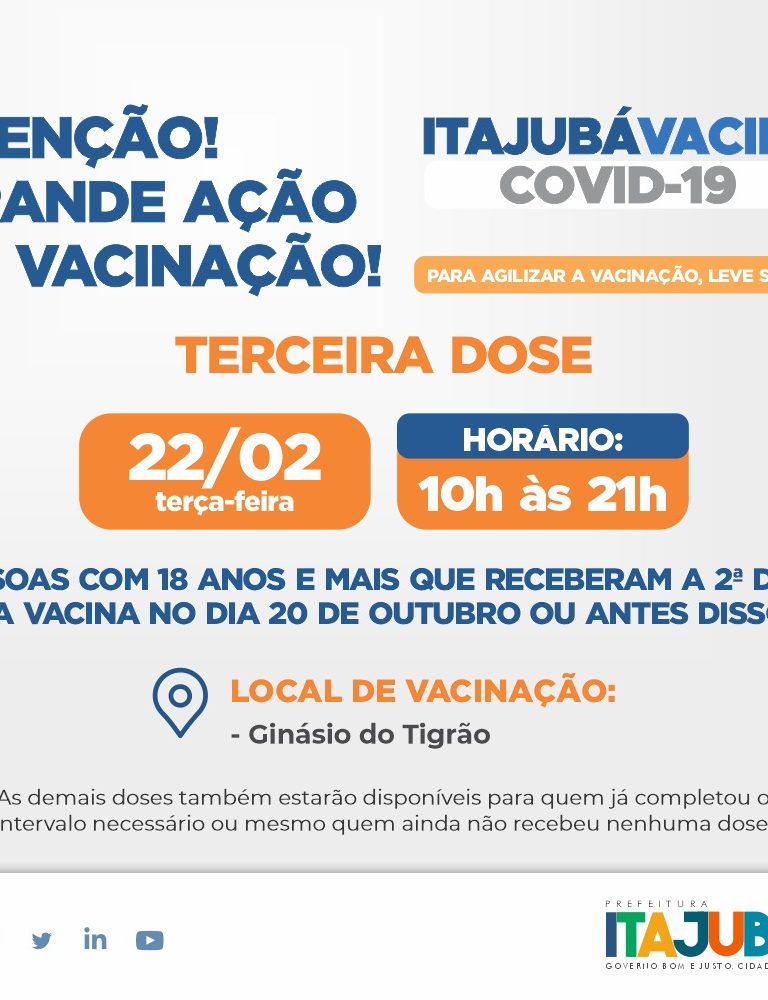 ENÇÃO!
ANDE AÇÃO
VACINAÇÃO!
ITAJUBÁVACI
COVID-19
PARA AGILIZAR A VACINAÇÃO, LEVE S
TERCEIRA DOSE
22/02
terça-feira
HORÁRIO:
10h às 21h
SOAS COM 18 ANOS E MAIS QUE RECEBERAM A 2ª D
A VACINA NO DIA 20 DE OUTUBRO OU ANTES DISS
LOCAL DE VACINAÇÃO:
- Ginásio do Tigrão
As demais doses também estarão disponíveis para quem já completou o
ntervalo necessário ou mesmo quem ainda não recebeu nenhuma dose
in
PREFEITURA
ITAJUB
GOVERNO BOM E JUSTO, CIDAD